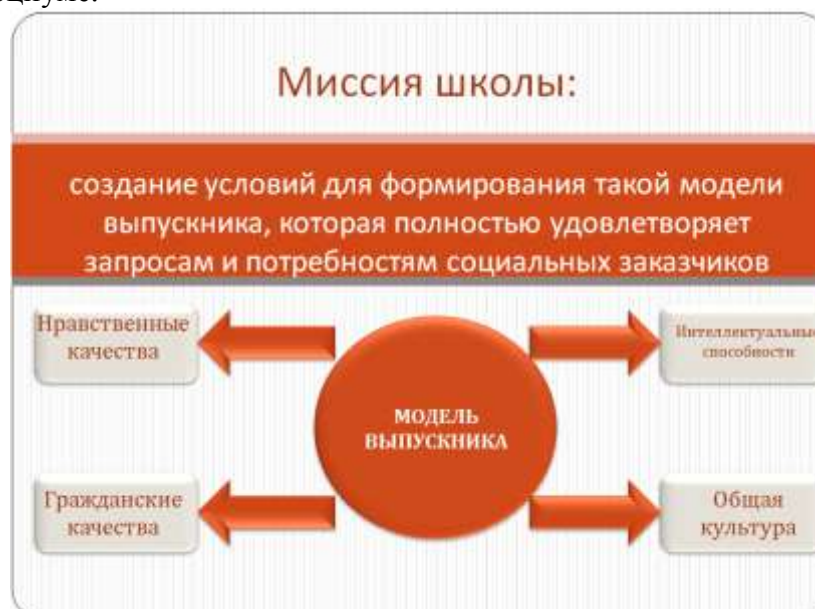 Миссия школы:
создание условий для формирования такой модели
выпускника, которая полностью удовлетворяет
запросам и потребностям социальных заказчиков
Нравственные
качества
Интеллектуальные
способности
МОДЕЛЬ
ВЫПУСКНИКА
Гражданские
качества
Общая
культура